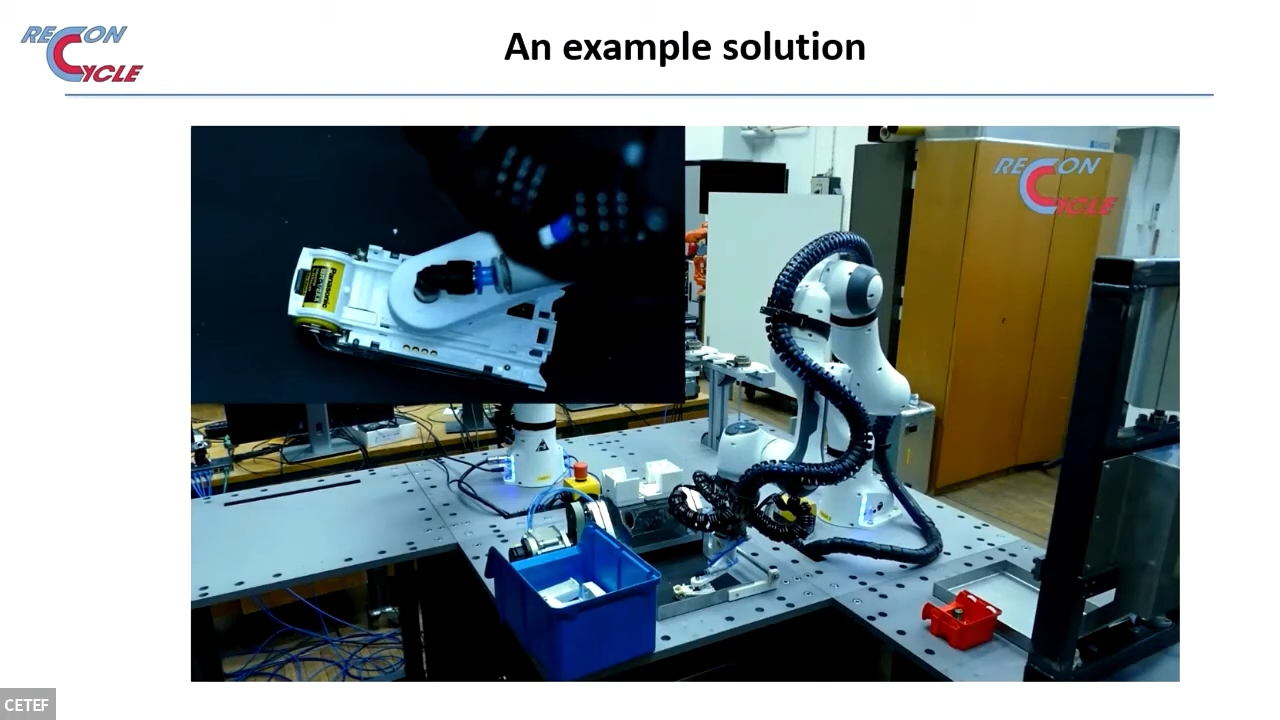 RECON
CYCLE
An example solution
RECON
CYCLE
Panasonic
CETEF